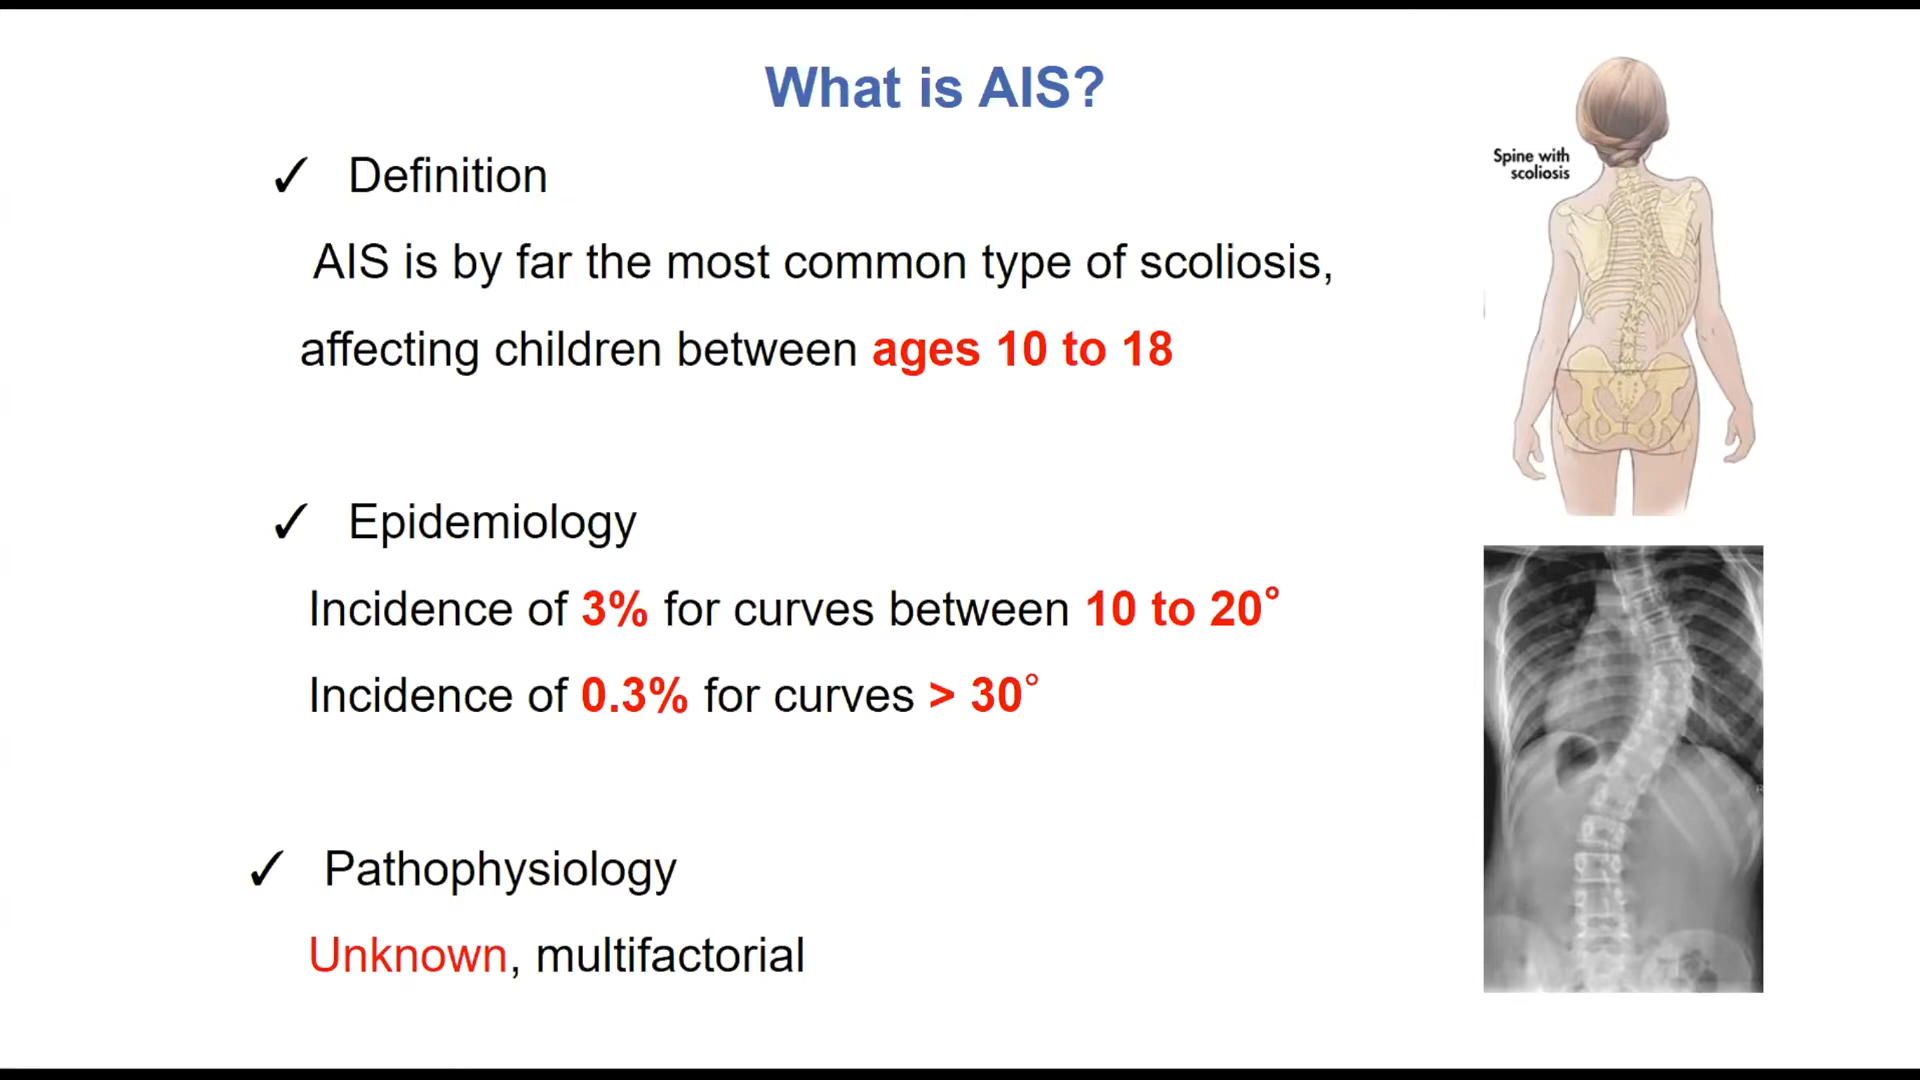 What is AIS?
✓ Definition
AIS is by far the most common type of scoliosis,
affecting children between ages 10 to 18
✓ Epidemiology
Incidence of 3% for curves between 10 to 20°
Incidence of 0.3% for curves > 30°
✓ Pathophysiology
Unknown, multifactorial
Spine with
scoliosis